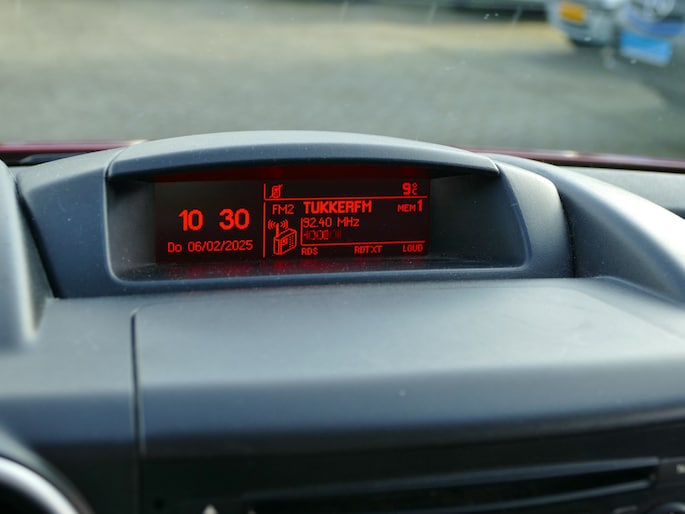 10 30
Do 06/02/2025
9°C
FM2 TUKKERFM MEM 1
92.40 MHz
RDS RDTXT LOUD